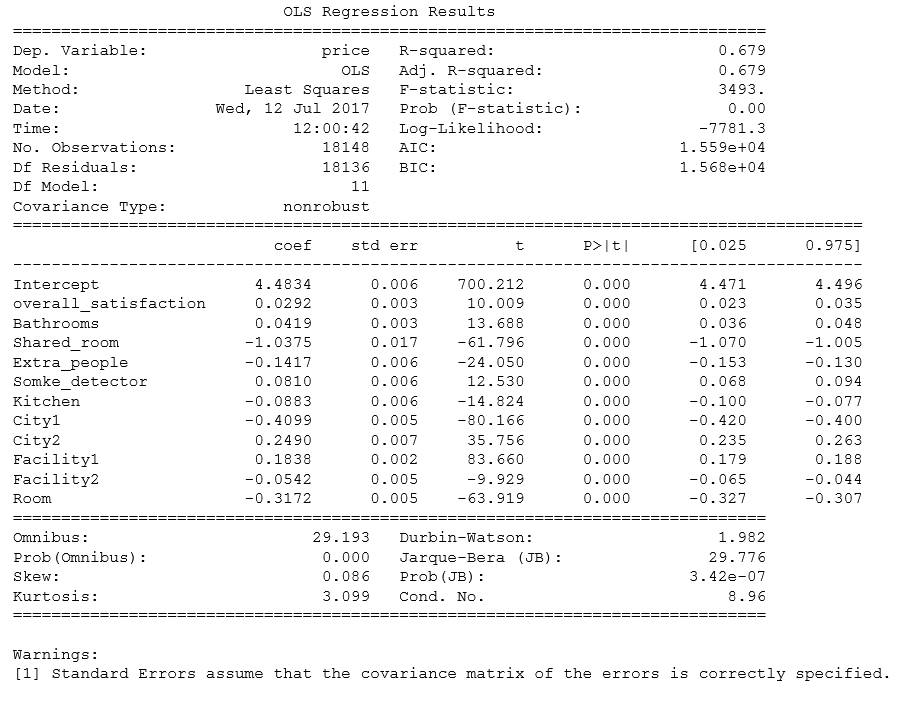 OLS Regression Results
==============================================================================
Dep. Variable: price R-squared: 0.679
Model: OLS Adj. R-squared: 0.679
Method: Least Squares F-statistic: 3493.
Date: Wed, 12 Jul 2017 Prob (F-statistic): 0.00
Time: 12:00:42 Log-Likelihood: -7781.3
No. Observations: 18148 AIC: 1.559e+04
Df Residuals: 18136 BIC: 1.568e+04
Df Model: 11
Covariance Type: nonrobust
========================================================================================
coef std err t P>|t| [0.025 0.975]
----------------------------------------------------------------------------------------
Intercept 4.4834 0.006 700.212 0.000 4.471 4.496
overall_satisfaction 0.0292 0.003 10.009 0.000 0.023 0.035
Bathrooms 0.0419 0.003 13.688 0.000 0.036 0.048
Shared_room -1.0375 0.017 -61.796 0.000 -1.070 -1.005
Extra_people -0.1417 0.006 -24.050 0.000 -0.153 -0.130
Somke_detector 0.0810 0.006 12.530 0.000 0.068 0.094
Kitchen -0.0883 0.006 -14.824 0.000 -0.100 -0.077
City1 -0.4099 0.005 -80.166 0.000 -0.420 -0.400
City2 0.2490 0.007 35.756 0.000 0.235 0.263
Facility1 0.1838 0.002 83.660 0.000 0.179 0.188
Facility2 -0.0542 0.005 -9.929 0.000 -0.065 -0.044
Room -0.3172 0.005 -63.919 0.000 -0.327 -0.307
==============================================================================
Omnibus: 29.193 Durbin-Watson: 1.982
Prob(Omnibus): 0.000 Jarque-Bera (JB): 29.776
Skew: 0.086 Prob(JB): 3.42e-07
Kurtosis: 3.099 Cond. No. 8.96
==============================================================================
Warnings:
[1] Standard Errors assume that the covariance matrix of the errors is correctly specified.